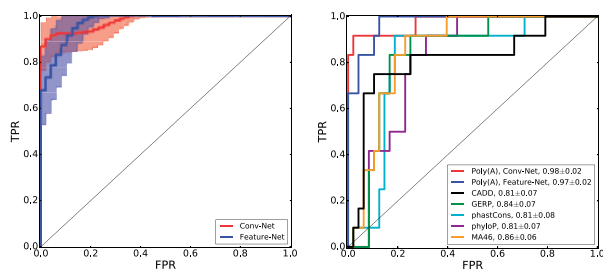 1.0
0.8
0.6
0.4
0.2
0.0
TPR
0.0 0.2 0.4 0.6 0.8 1.0
FPR
Conv-Net
Feature-Net
1.0
0.8
0.6
0.4
0.2
0.0
TPR
0.0 0.2 0.4 0.6 0.8 1.0
FPR
Poly(A), Conv-Net, 0.98±0.02
Poly(A), Feature-Net, 0.97±0.02
CADD, 0.81±0.07
GERP, 0.84±0.07
phastCons, 0.81±0.08
phyloP, 0.81±0.07
MA46, 0.86±0.06